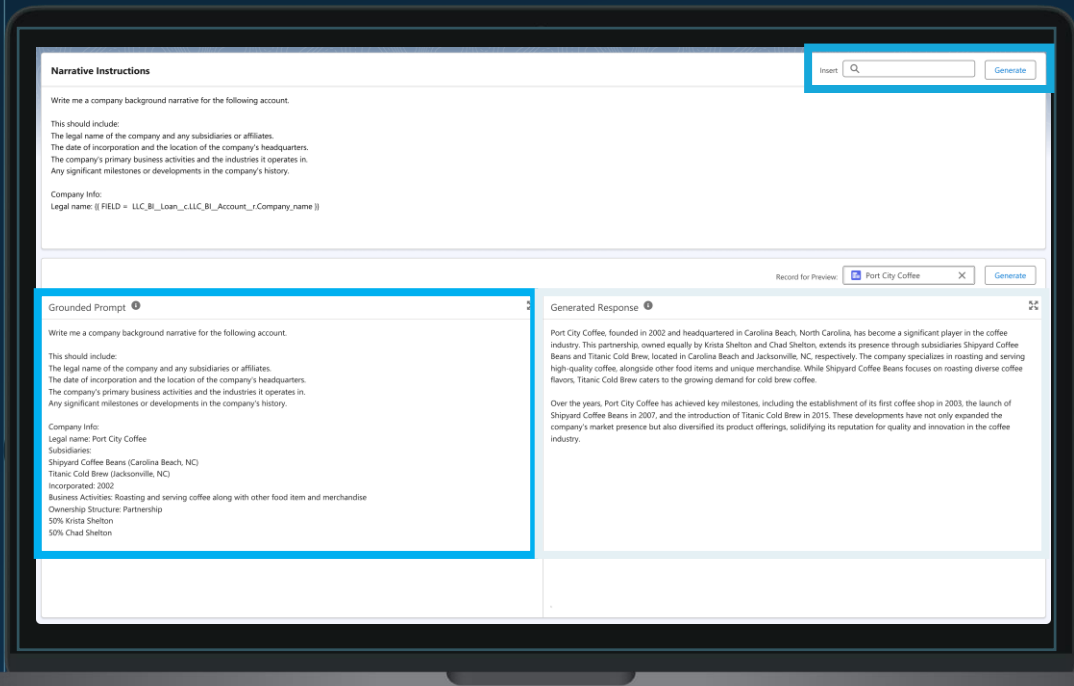 Narrative Instructions
Insert
Generate
Write me a company background narrative for the following account.
This should include:
The legal name of the company and any subsidiaries or affiliates.
The date of incorporation and the location of the company's headquarters.
The company's primary business activities and the industries it operates in.
Any significant milestones or developments in the company's history.
Company Info:
Legal name: {{ FIELD = LLC_BI__Loan__c.LLC_BI__Account__r.Company_name }}
Record for Preview:
Port City Coffee
Generate
Grounded Prompt
Write me a company background narrative for the following account.
This should include:
The legal name of the company and any subsidiaries or affiliates.
The date of incorporation and the location of the company's headquarters.
The company's primary business activities and the industries it operates in.
Any significant milestones or developments in the company's history.
Company Info:
Legal name: Port City Coffee
Subsidiaries:
Shipyard Coffee Beans (Carolina Beach, NC)
Titanic Cold Brew (Jacksonville, NC)
Incorporated: 2002
Business Activities: Roasting and serving coffee along with other food item and merchandise
Ownership Structure: Partnership
50% Krista Shelton
50% Chad Shelton
Generated Response
Port City Coffee, founded in 2002 and headquartered in Carolina Beach, North Carolina, has become a significant player in the coffee
industry. This partnership, owned equally by Krista Shelton and Chad Shelton, extends its presence through subsidiaries Shipyard Coffee
Beans and Titanic Cold Brew, located in Carolina Beach and Jacksonville, NC, respectively. The company specializes in roasting and serving
high-quality coffee, alongside other food items and unique merchandise. While Shipyard Coffee Beans focuses on roasting diverse coffee
flavors, Titanic Cold Brew caters to the growing demand for cold brew coffee.
Over the years, Port City Coffee has achieved key milestones, including the establishment of its first coffee shop in 2003, the launch of
Shipyard Coffee Beans in 2007, and the introduction of Titanic Cold Brew in 2015. These developments have not only expanded the
company's market presence but also diversified its product offerings, solidifying its reputation for quality and innovation in the coffee
industry.